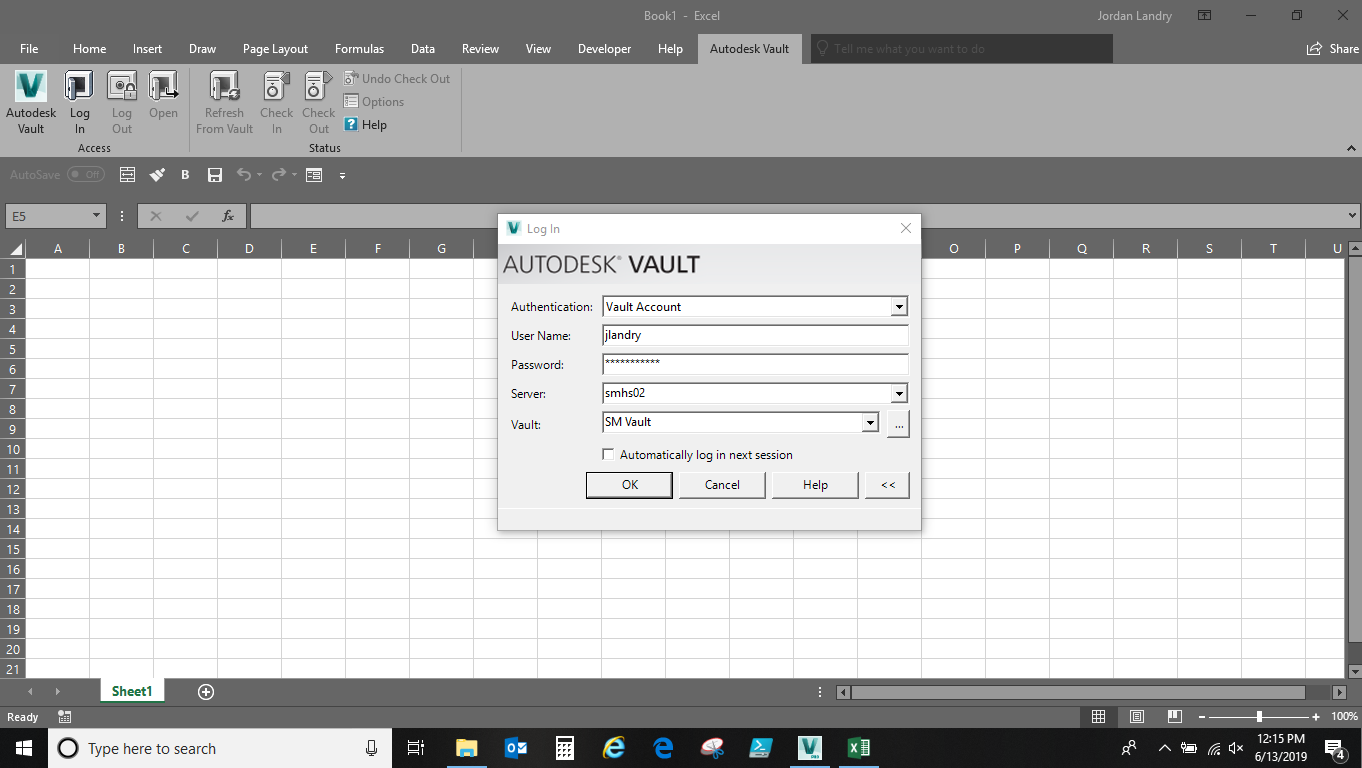 Book1 - Excel
Jordan Landry
File Home Insert Draw Page Layout Formulas Data Review View Developer Help Autodesk Vault Tell me what you want to do Share
Autodesk Vault
Log In
Log Out
Open
Access
Refresh From Vault
Check In
Check Out
Undo Check Out
Options
Help
Status
AutoSave Off B
E5 fx
A B C D E F G O P Q R S T U
1
2
3
4
5
6
7
8
9
10
11
12
13
14
15
16
17
18
19
20
21
Log In
AUTODESK® VAULT
Authentication: Vault Account
User Name: jlandry
Password: ***********
Server: smhs02
Vault: SM Vault ...
Automatically log in next session
OK Cancel Help <<
Sheet1
Ready 100%
Type here to search
12:15 PM
6/13/2019
4